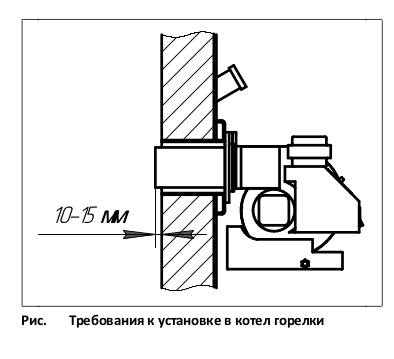 10-15 мм
Рис. Требования к установке в котел горелки